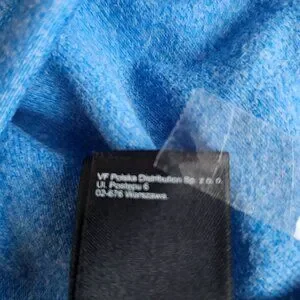 VF Polska Distribution Sp. z o. o.
Ul. Postępu 6
02-676 Warszawa.